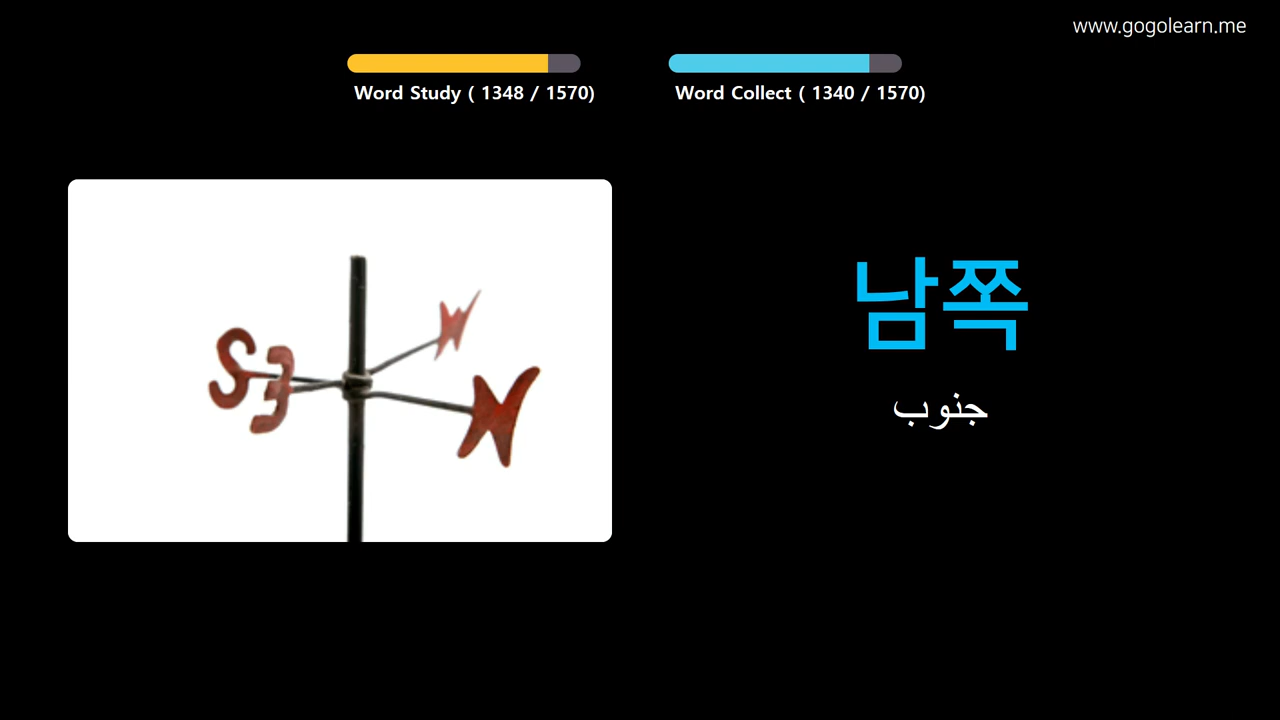 www.gogolearn.me
Word Study ( 1348 / 1570)
Word Collect ( 1340 / 1570)
S
E
N
남쪽
جنوب